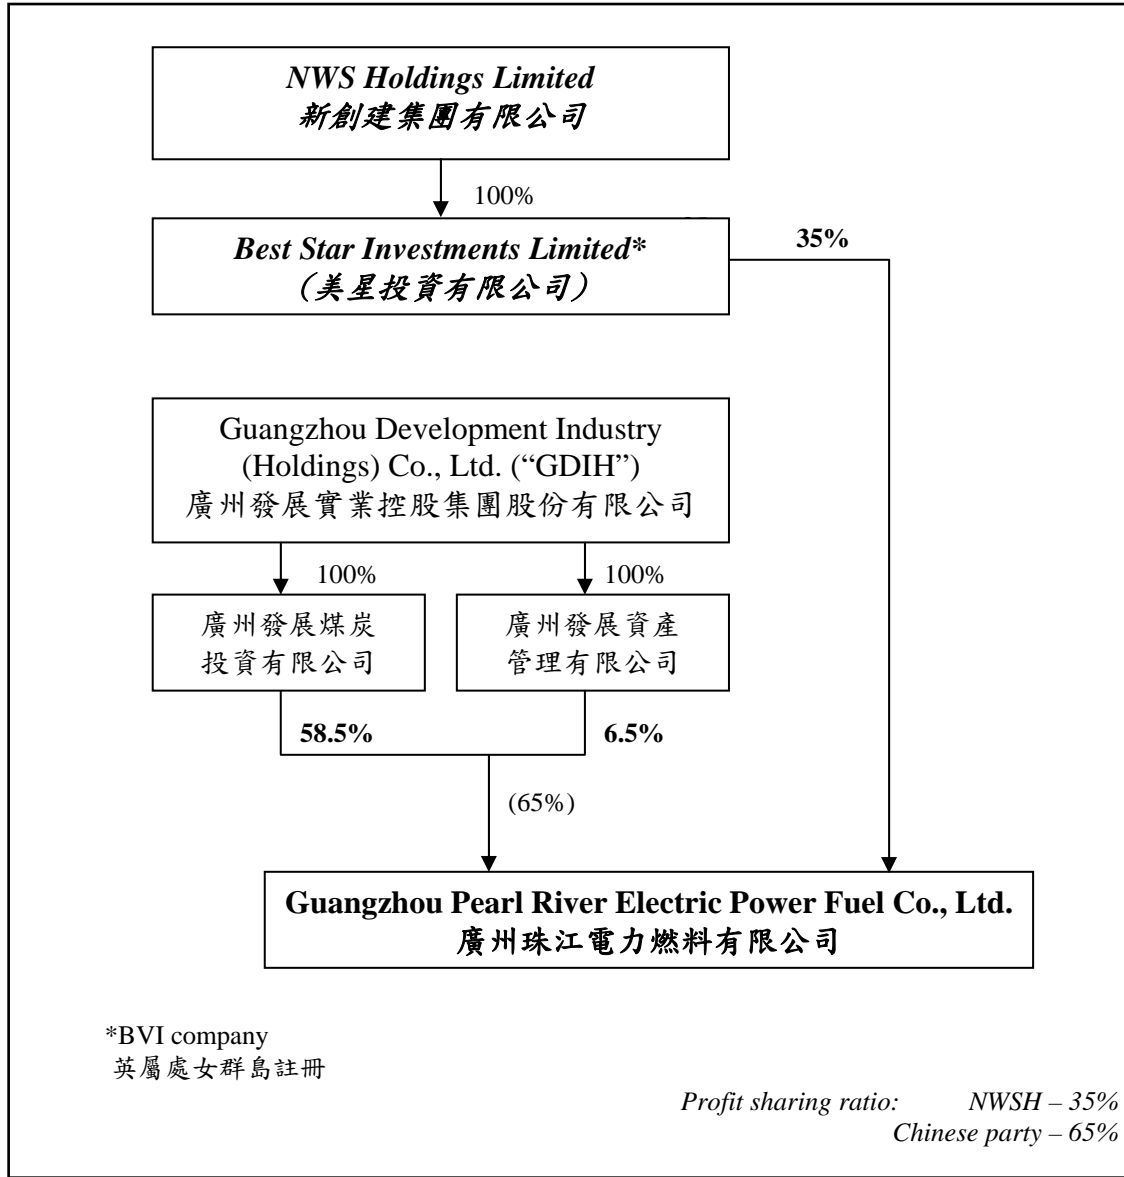 NWS Holdings Limited
新創建集團有限公司
100%
Best Star Investments Limited*
（美星投資有限公司）
35%
Guangzhou Development Industry
(Holdings) Co., Ltd. (“GDIH”)
廣州發展實業控股集團股份有限公司
100%
100%
廣州發展煤炭
投資有限公司
廣州發展資產
管理有限公司
58.5%
6.5%
(65%)
Guangzhou Pearl River Electric Power Fuel Co., Ltd.
廣州珠江電力燃料有限公司
*BVI company
英屬處女群島註冊
Profit sharing ratio: NWSH – 35%
Chinese party – 65%